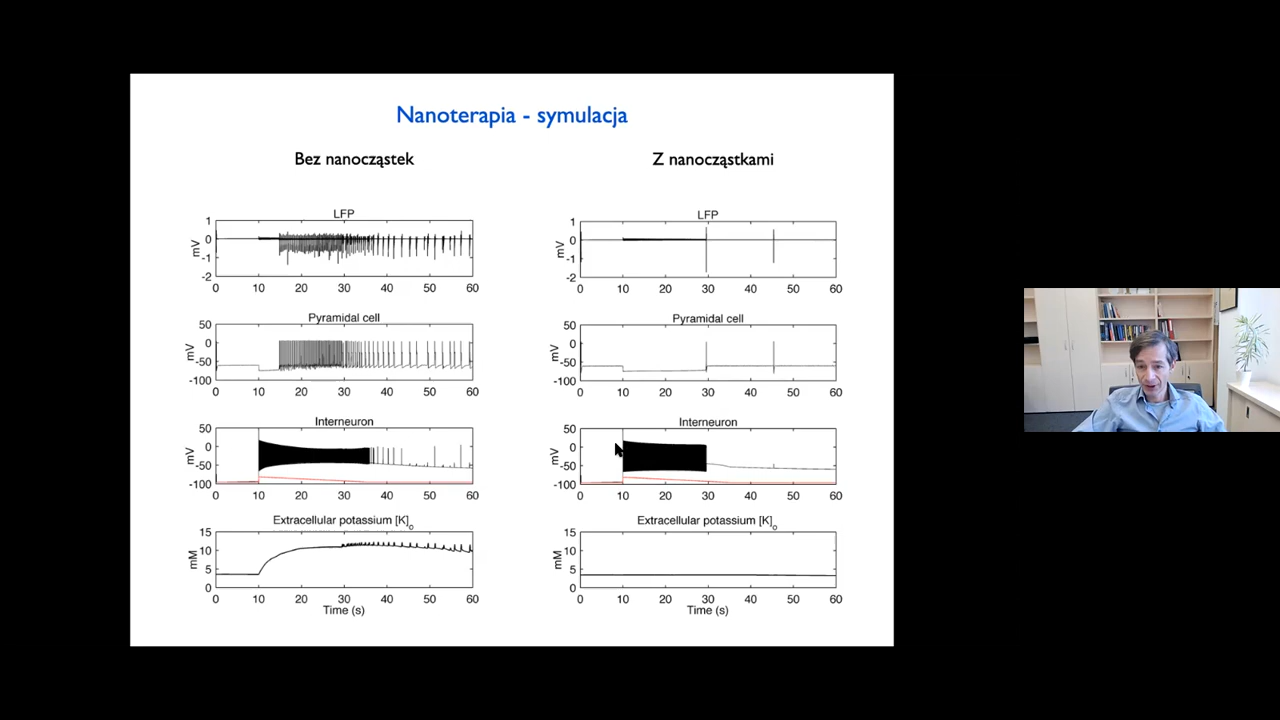 Nanoterapia - symulacja
Bez nanocząstek
LFP
mV
1
0
-1
-2
0 10 20 30 40 50 60
Pyramidal cell
mV
50
0
-50
-100
0 10 20 30 40 50 60
Interneuron
mV
50
0
-50
-100
0 10 20 30 40 50 60
Extracellular potassium [K]o
mM
15
10
5
0
0 10 20 30 40 50 60
Time (s)
Z nanocząstkami
LFP
mV
1
0
-1
-2
0 10 20 30 40 50 60
Pyramidal cell
mV
50
0
-50
-100
0 10 20 30 40 50 60
Interneuron
mV
50
0
-50
-100
0 10 20 30 40 50 60
Extracellular potassium [K]o
mM
15
10
5
0
0 10 20 30 40 50 60
Time (s)